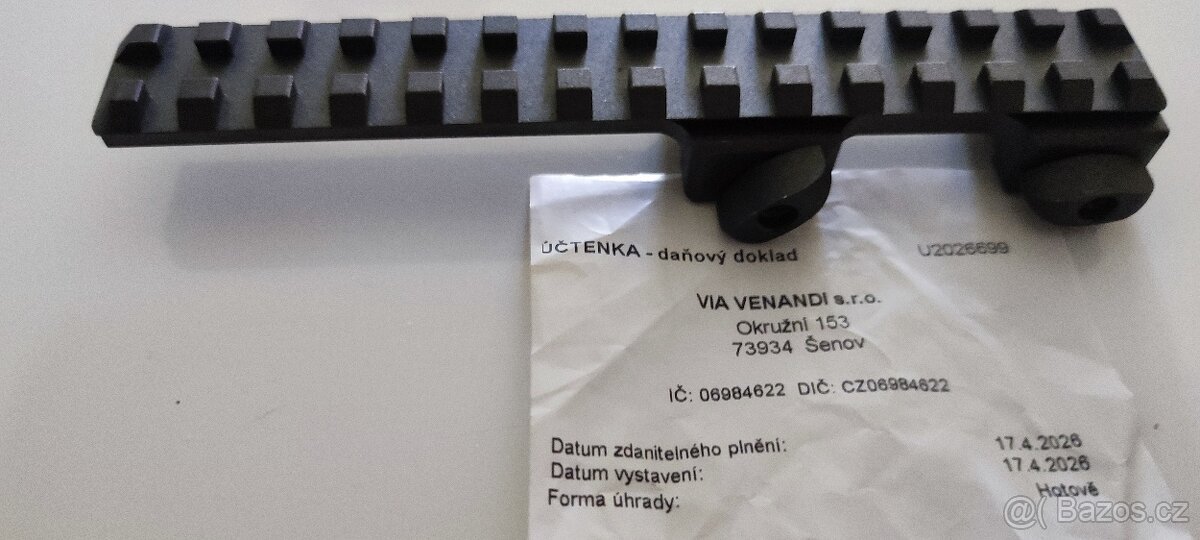 ÚČTENKA - daňový doklad U2026699
VIA VENANDI s.r.o.
Okružní 153
73934 Šenov
IČ: 06984622 DIČ: CZ06984622
Datum zdanitelného plnění: 17.4.2026
Datum vystavení: 17.4.2026
Forma úhrady: Hotově
@( Bazos.cz